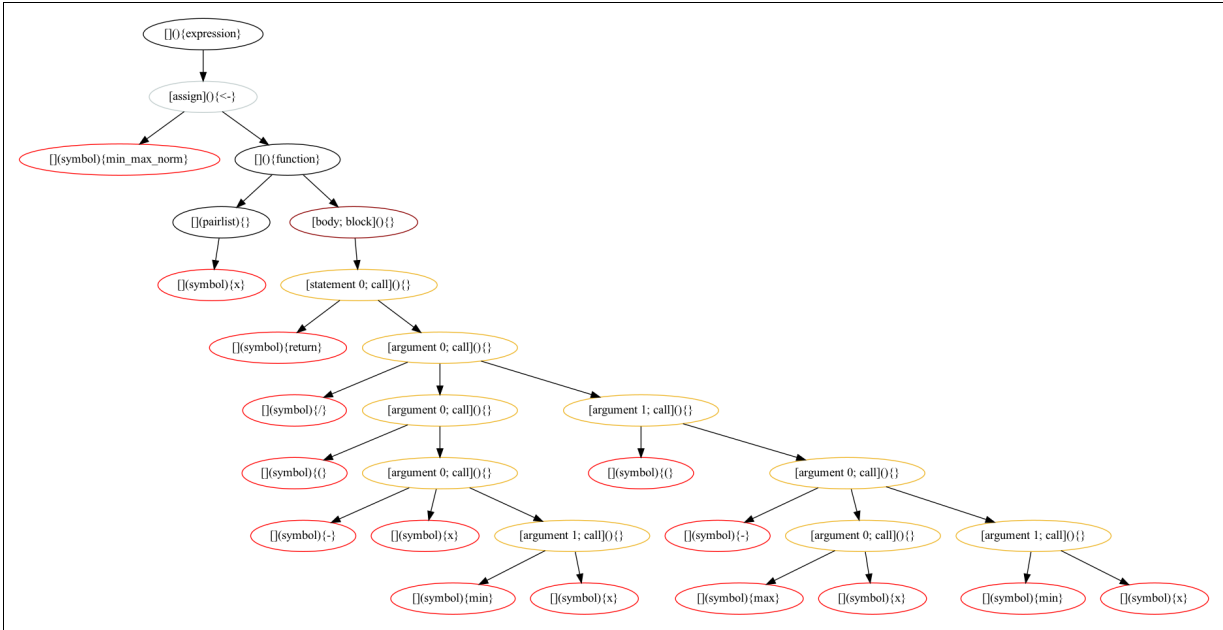 [](){expression}
[assign](){<-}
[](symbol){min_max_norm} [](){function}
[](pairlist){} [body; block](){}
[](symbol){x} [statement 0; call](){}
[](symbol){return} [argument 0; call](){}
[](symbol){/} [argument 0; call](){} [argument 1; call](){}
[](symbol){(} [argument 0; call](){} [](symbol){(} [argument 0; call](){}
[](symbol){-} [](symbol){x} [argument 1; call](){} [](symbol){-} [argument 0; call](){} [argument 1; call](){}
[](symbol){min} [](symbol){x} [](symbol){max} [](symbol){x} [](symbol){min} [](symbol){x}